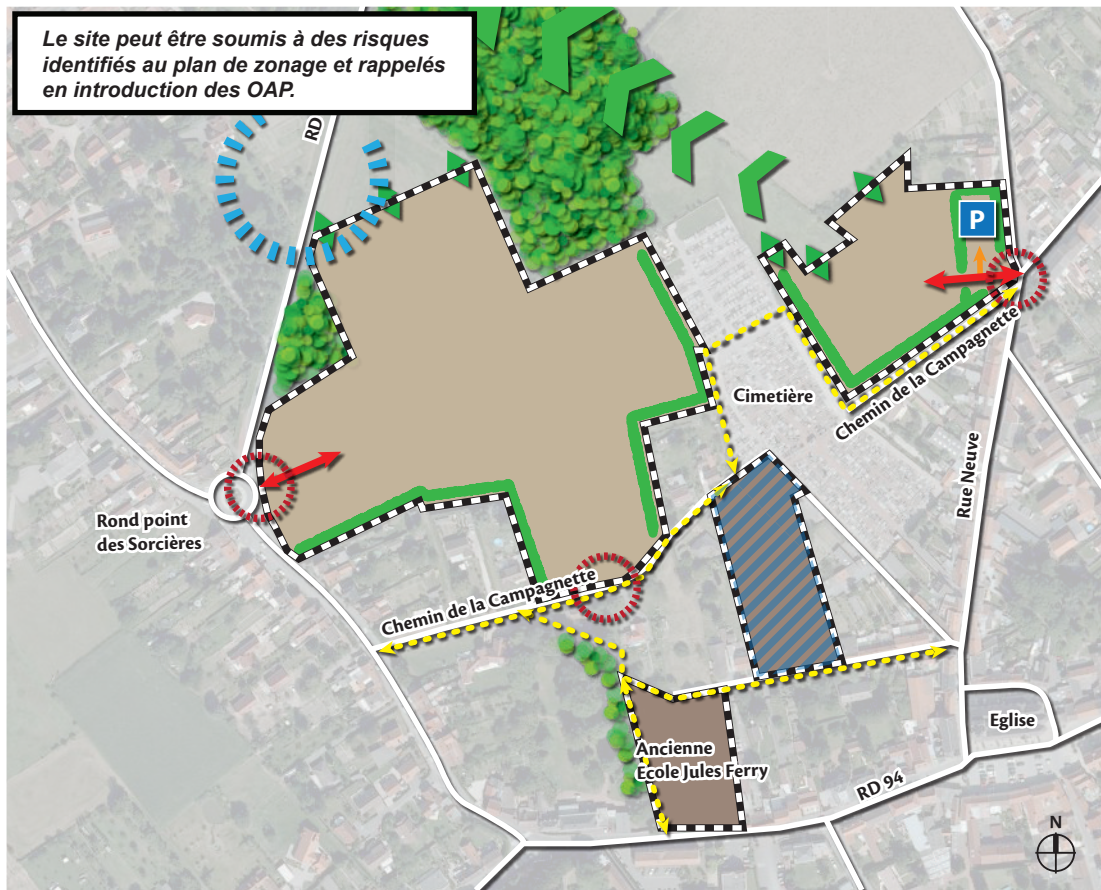 Le site peut être soumis à des risques
identifiés au plan de zonage et rappelés
en introduction des OAP.
RD
P
Chemin de la Campagnette
Cimetière
Rue Neuve
Rond point
des Sorcières
Chemin de la Campagnette
Ancienne
Ecole Jules Ferry
Eglise
RD 94
N